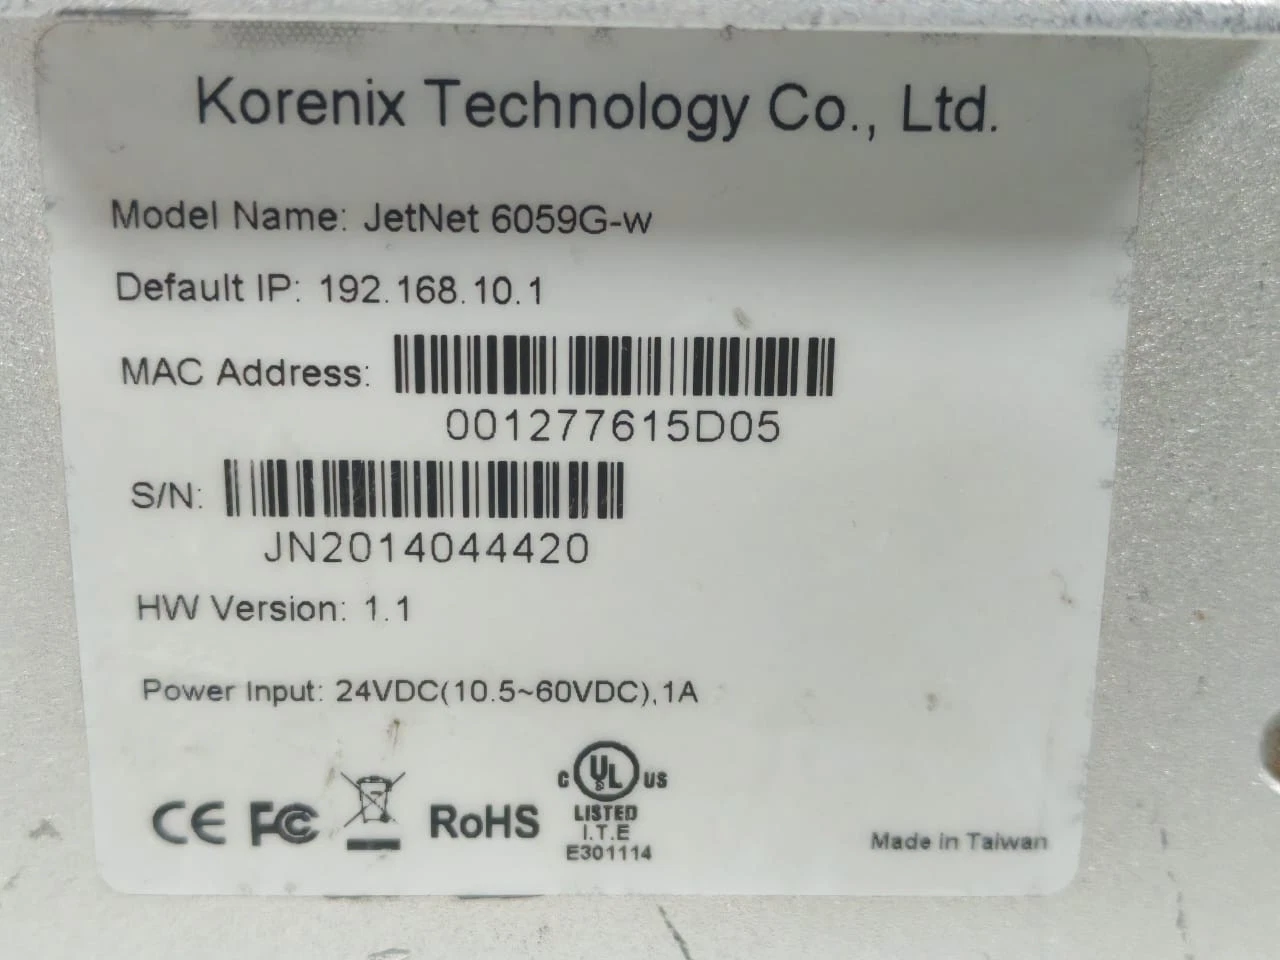 Korenix Technology Co., Ltd.
Model Name: JetNet 6059G-w
Default IP: 192.168.10.1
MAC Address:
001277615D05
S/N:
JN2014044420
HW Version: 1.1
Power Input: 24VDC(10.5~60VDC),1A
CE FC RoHS
C UL US
LISTED
I.T.E
E301114
Made in Taiwan